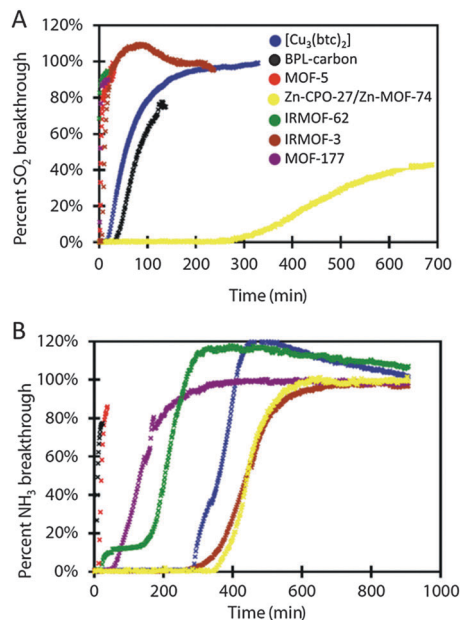 A
Percent SO2 breakthrough
120%
100%
80%
60%
40%
20%
0%
[Cu3(btc)2]
BPL-carbon
MOF-5
Zn-CPO-27/Zn-MOF-74
IRMOF-62
IRMOF-3
MOF-177
0 100 200 300 400 500 600 700
Time (min)
B
Percent NH3 breakthrough
120%
100%
80%
60%
40%
20%
0%
0 200 400 600 800 1000
Time (min)